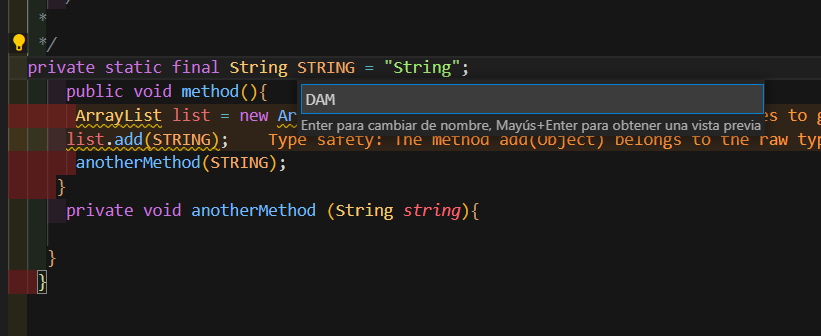 *
*/
private static final String STRING = "String";
public void method(){
DAM
ArrayList list = new Ar es to g
Enter para cambiar de nombre, Mayús+Enter para obtener una vista previa
list.add(STRING); Type safety: The method add(Object) belongs to the raw typ
anotherMethod(STRING);
}
private void anotherMethod (String string){
}
}